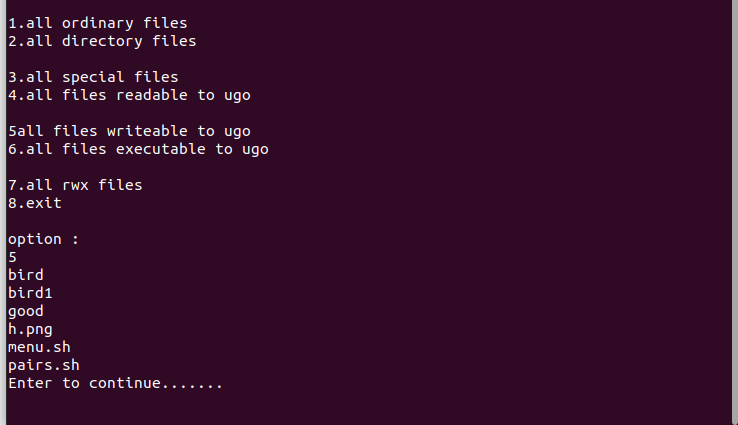 1.all ordinary files
2.all directory files
3.all special files
4.all files readable to ugo
5all files writeable to ugo
6.all files executable to ugo
7.all rwx files
8.exit
option :
5
bird
bird1
good
h.png
menu.sh
pairs.sh
Enter to continue.......